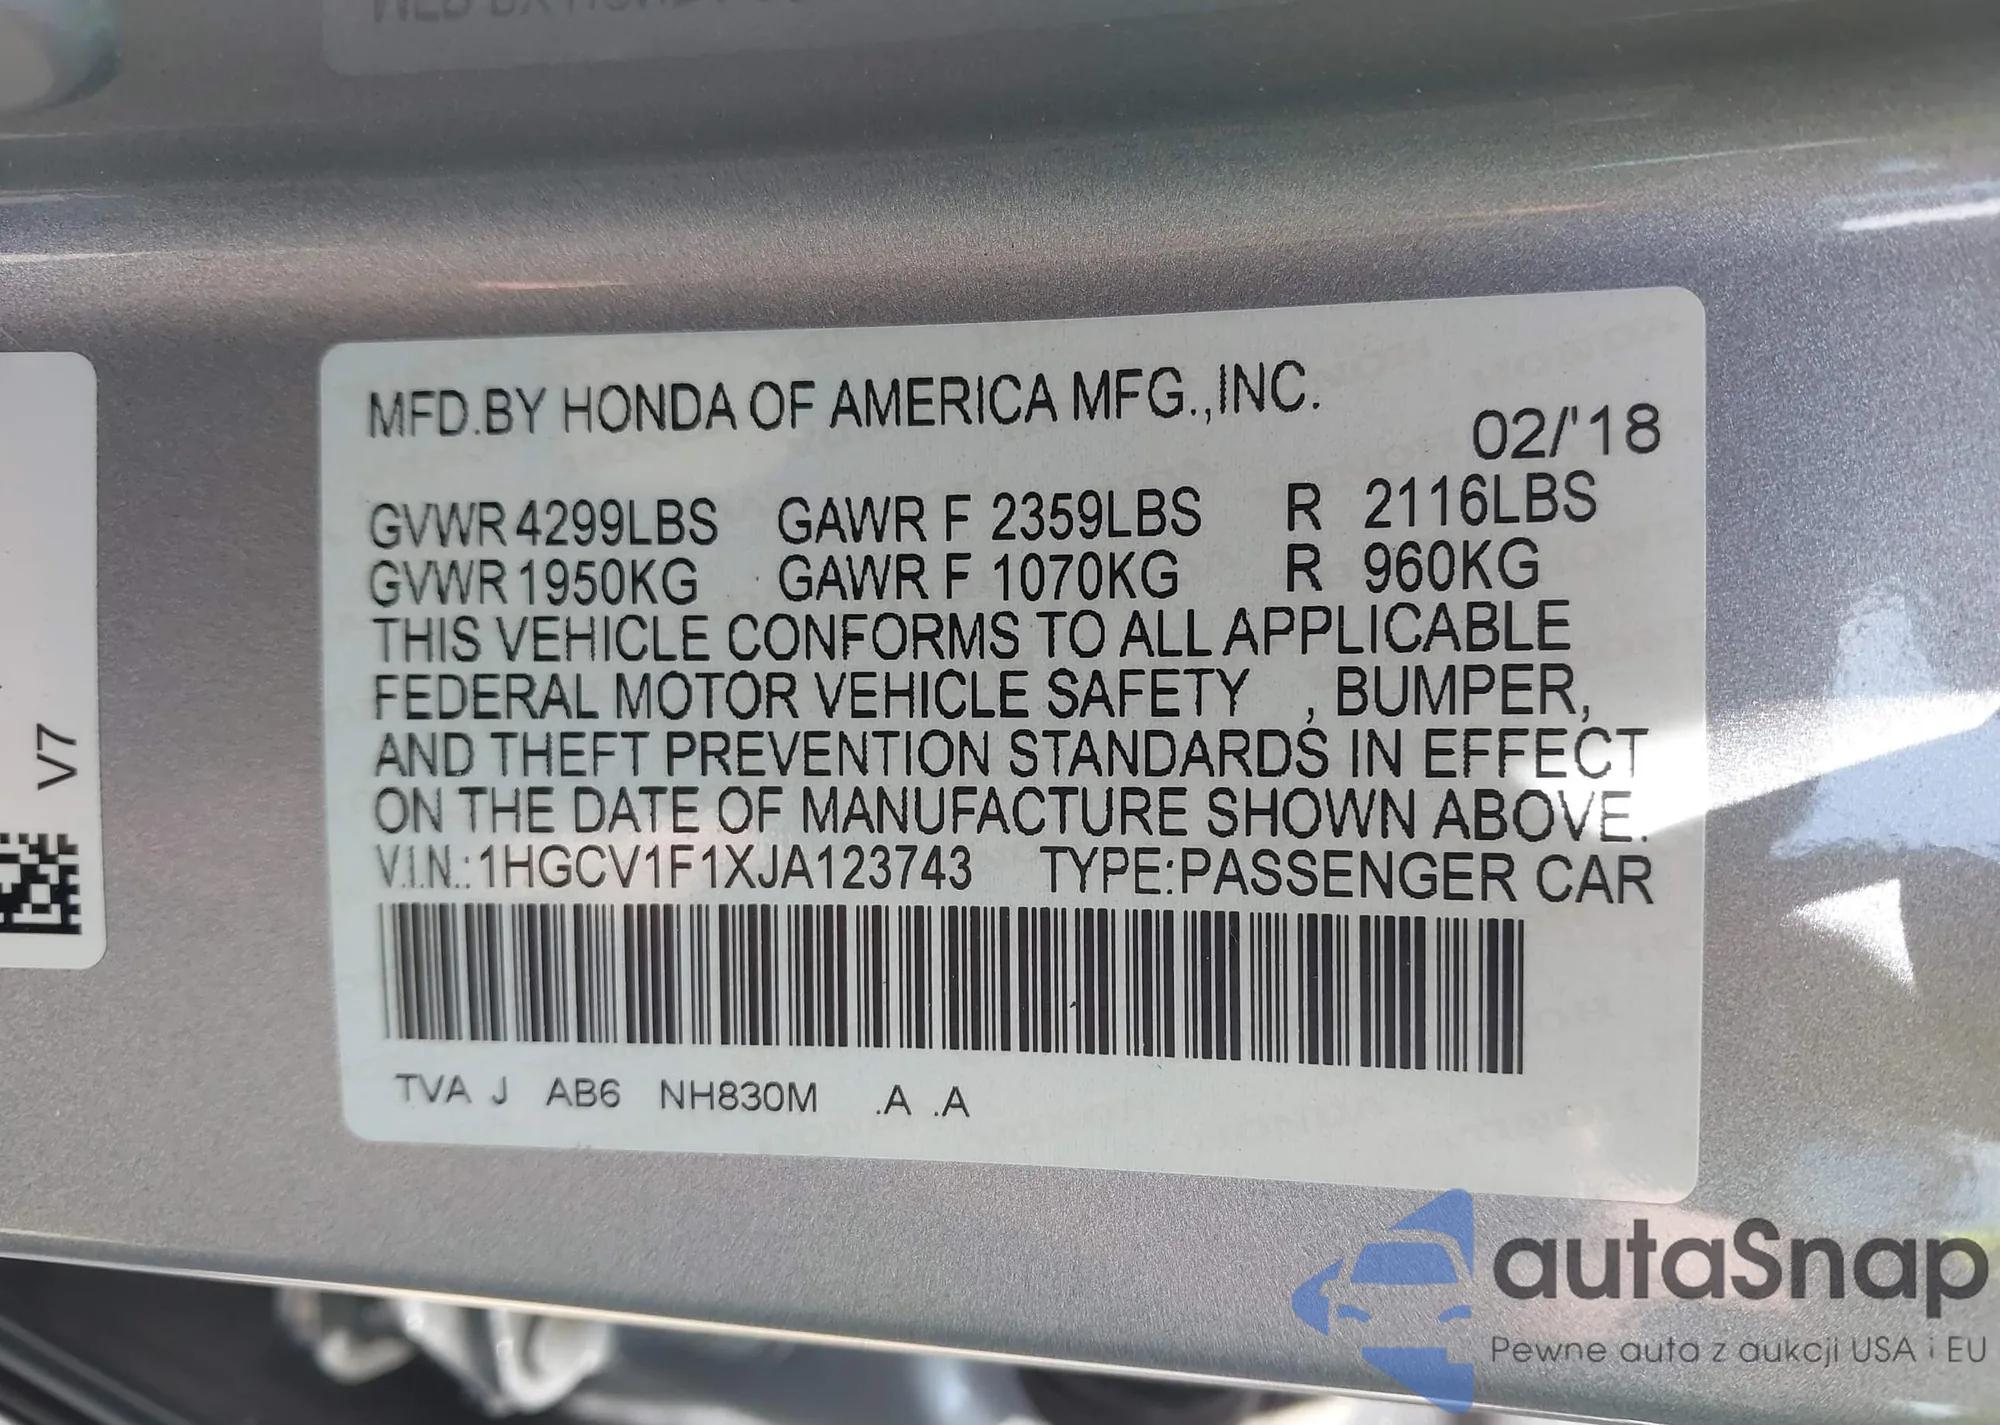 MFD.BY HONDA OF AMERICA MFG.,INC.
02/'18
GVWR 4299LBS GAWR F 2359LBS R 2116LBS
GVWR 1950KG GAWR F 1070KG R 960KG
THIS VEHICLE CONFORMS TO ALL APPLICABLE
FEDERAL MOTOR VEHICLE SAFETY , BUMPER,
AND THEFT PREVENTION STANDARDS IN EFFECT
ON THE DATE OF MANUFACTURE SHOWN ABOVE.
V.I.N.: 1HGCV1F1XJA123743 TYPE:PASSENGER CAR
TVA J AB6 NH830M .A .A
V7
autaSnap
Pewne auta z aukcji USA i EU